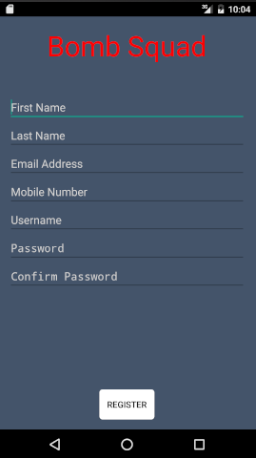 10:04
Bomb Squad
First Name
Last Name
Email Address
Mobile Number
Username
Password
Confirm Password
REGISTER